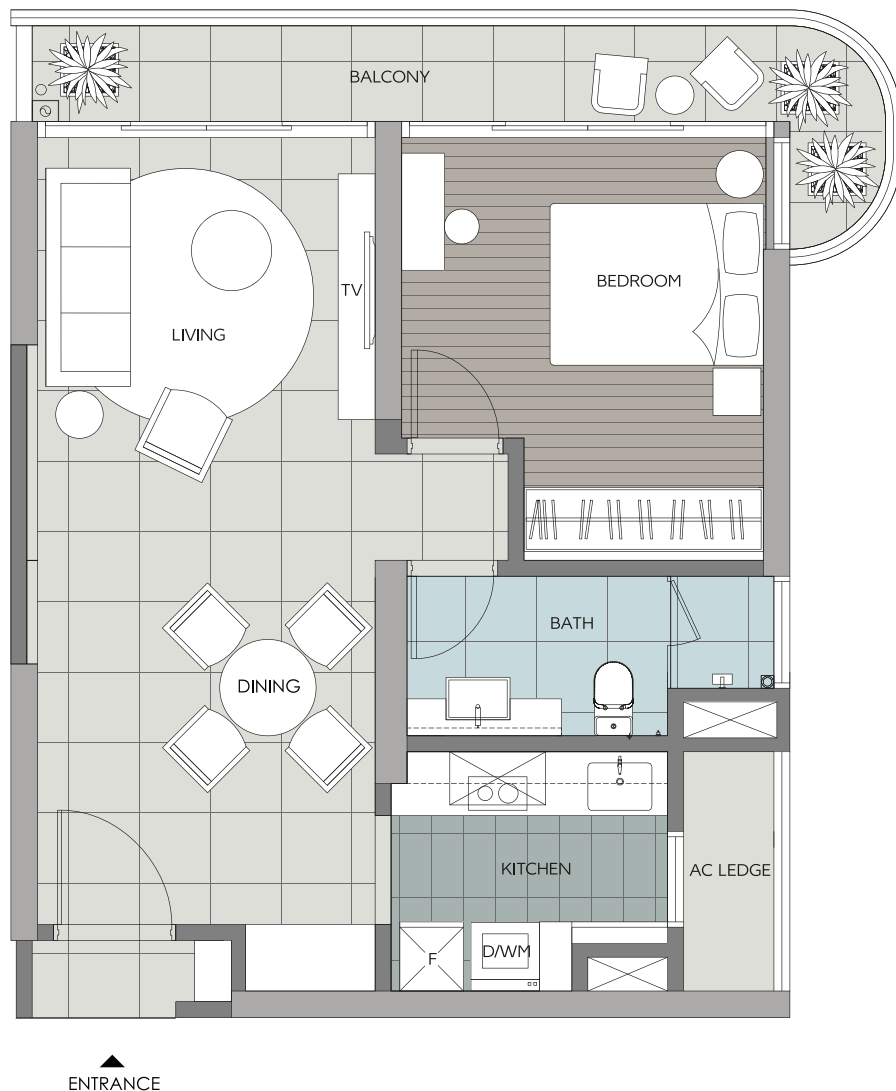 BALCONY
BEDROOM
TV
LIVING
BATH
DINING
KITCHEN
AC LEDGE
F
D/WM
ENTRANCE